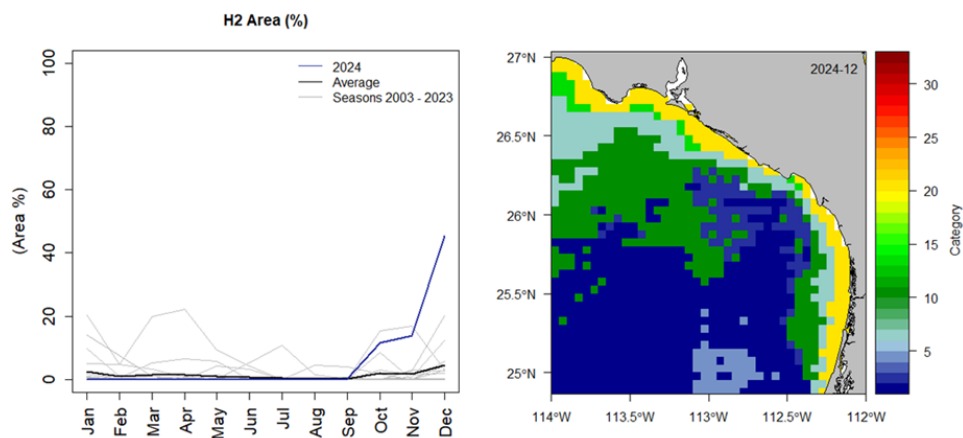 H2 Area (%)
(Area %)
100
80
60
40
20
0
2024
Average
Seasons 2003 - 2023
Jan
Feb
Mar
Apr
May
Jun
Jul
Aug
Sep
Oct
Nov
Dec
2024-12
27°N
26.5°N
26°N
25.5°N
25°N
114°W
113.5°W
113°W
112.5°W
112°W
30
25
20
15
10
5
Category